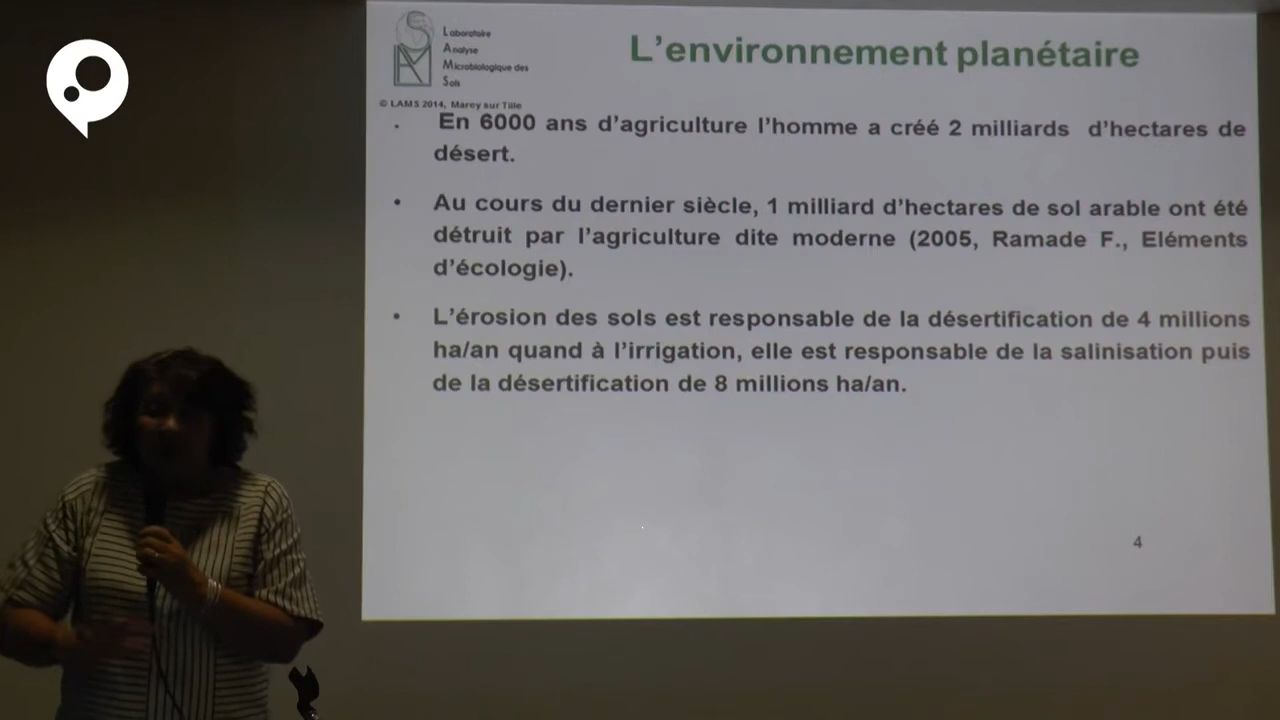 Laboratoire
Analyse
Microbiologique des
Sols
L'environnement planétaire
© LAMS 2014, Marey sur Tille
. En 6000 ans d'agriculture l'homme a créé 2 milliards d'hectares de
désert.
• Au cours du dernier siècle, 1 milliard d'hectares de sol arable ont été
détruit par l'agriculture dite moderne (2005, Ramade F., Eléments
d'écologie).
• L'érosion des sols est responsable de la désertification de 4 millions
ha/an quand à l'irrigation, elle est responsable de la salinisation puis
de la désertification de 8 millions ha/an.
4